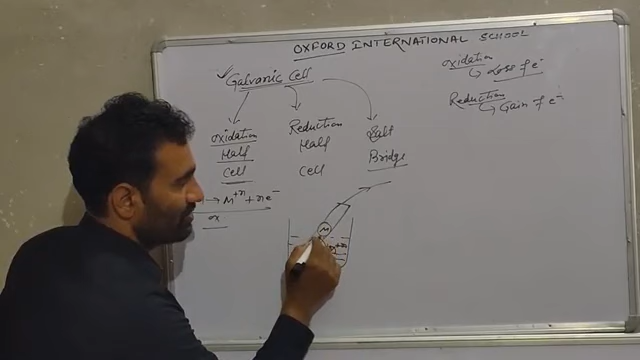 OXFORD INTERNATIONAL SCHOOL
Galvanic Cell
Oxidation
Half
Cell
→ M⁺ⁿ + ne⁻
ox
Reduction
Half
Cell
Salt
Bridge
Oxidation
↳ Loss of e⁻
Reduction
↳ Gain of e⁻
M